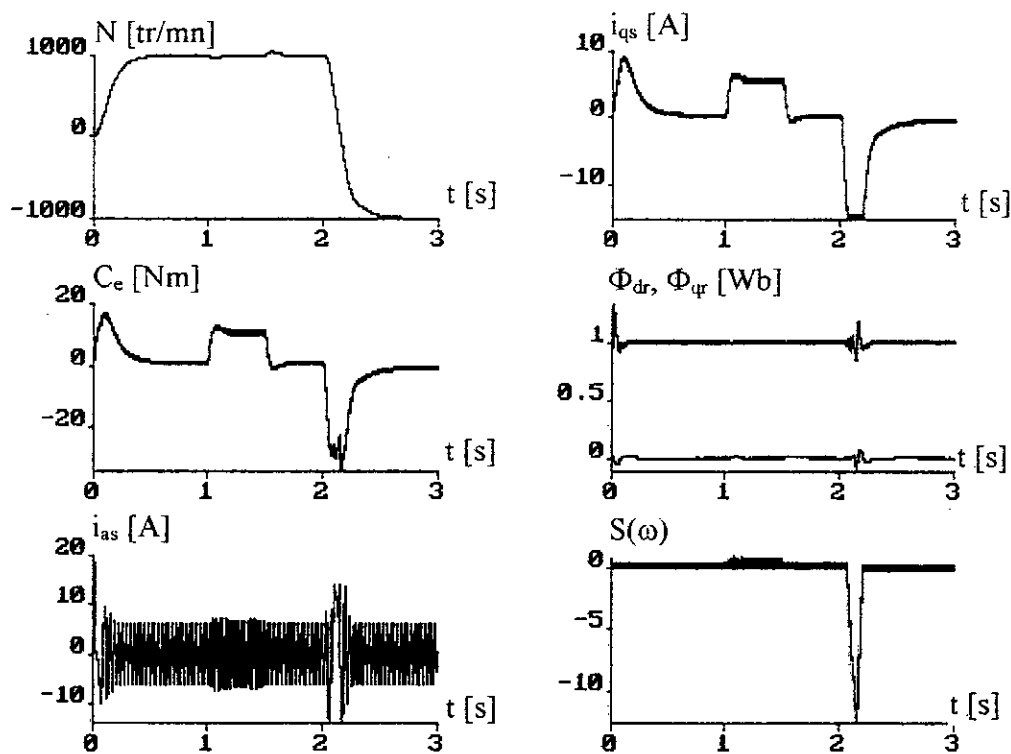 N [tr/mn]
1000
0
-1000
0 1 2 3
t [s]
i_qs [A]
10
0
-10
0 1 2 3
t [s]
C_e [Nm]
20
0
-20
0 1 2 3
t [s]
Φ_dr, Φ_qr [Wb]
1
0.5
0
0 1 2 3
t [s]
i_as [A]
20
10
0
-10
0 1 2 3
t [s]
S(ω)
0
-5
-10
0 1 2 3
t [s]